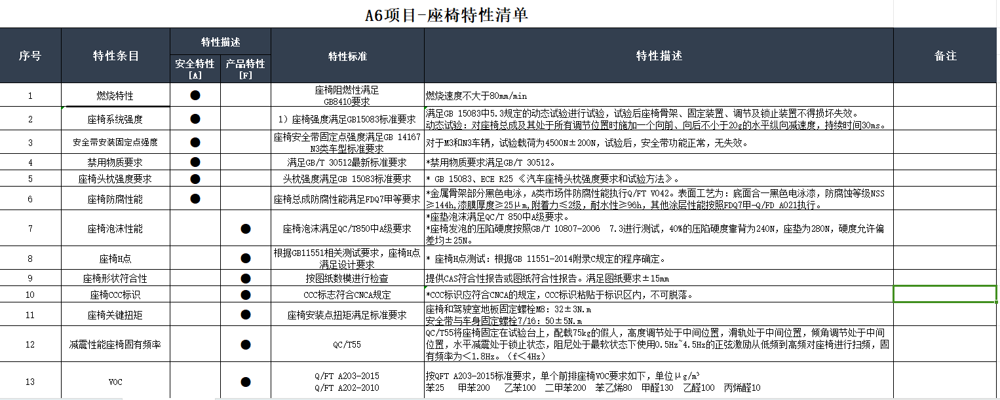 A6项目-座椅特性清单
序号
特性条目
特性描述
安全特性
[A]
产品特性
[F]
特性标准
特性描述
备注
1
燃烧特性
●
座椅阻燃性满足
GB8410要求
燃烧速度不大于80mm/min
2
座椅系统强度
●
1）座椅强度满足GB15083标准要求
满足GB 15083中5.3规定的动态试验进行试验，试验后座椅骨架、固定装置、调节及锁止装置不得损坏失效。
动态试验：对座椅总成及其处于所有调节位置时施加一个向前、向后不小于20g的水平纵向减速度，持续时间30ms。
3
安全带安装固定点强度
●
座椅安全带固定点强度满足GB 14167
N3类车型标准要求
对于M3和N3车辆，试验载荷为4500N±200N，试验后，安全带功能正常，无失效。
4
禁用物质要求
●
满足GB/T 30512最新标准要求
*禁用物质要求满足GB/T 30512。
5
座椅头枕强度要求
●
头枕强度满足GB 15083标准要求
* GB 15083、ECE R25 《汽车座椅头枕强度要求和试验方法》。
6
座椅防腐性能
●
座椅总成防腐性能满足FDQ7甲等要求
*金属骨架部分黑色电泳，A类市场件防腐性能执行Q/FT V042。表面工艺为：底面合一黑色电泳漆，防腐蚀等级NSS
≥144h,漆膜厚度≥25μm,附着力≤2级，耐水性≥96h，其他涂层性能按照FDQ7甲-Q/FD A021执行。
7
座椅泡沫性能
●
座椅泡沫满足QC/T850中A级要求
*座垫泡沫满足QC/T 850中A级要求。
*座椅发泡的压陷硬度按照GB/T 10807-2006  7.3进行测试，40%的压陷硬度靠背为240N，座垫为280N，硬度允许偏
差均±25N。
8
座椅H点
●
根据GB11551相关测试要求，座椅H点
满足设计要求
* 座椅H点测试：根据GB 11551-2014附录C规定的程序确定。
9
座椅形状符合性
●
按图纸数模进行检查
提供CAS符合性报告或图纸符合性报告。满足图纸要求±15mm
10
座椅CCC标识
●
CCC标志符合CNCA规定
*CCC标识应符合CNCA的规定，CCC标识粘贴于标识区内，不可脱落。
11
座椅关键扭矩
●
座椅安装点扭矩满足标准要求
座椅和驾驶室地板固定螺栓M8：32±3N.m
安全带与车身固定螺栓7/16：50±5N.m
12
减震性能座椅固有频率
●
QC/T55
QC/T55将座椅固定在试验台上，配载75kg的假人，高度调节处于中间位置，滑轨处于中间位置，倾角调节处于中间
位置，水平减震处于锁止状态，阻尼处于最软状态下使用0.5Hz~4.5Hz的正弦激励从低频到高频对座椅进行扫频，固
有频率为＜1.8Hz。（f＜4Hz）
13
VOC
●
Q/FT A203-2015
Q/FT A202-2010
按QFT A203-2015标准要求，单个前排座椅VOC要求如下，单位μg/m³
苯25   甲苯200   乙苯100  二甲苯200  苯乙烯80  甲醛130  乙醛100  丙烯醛10